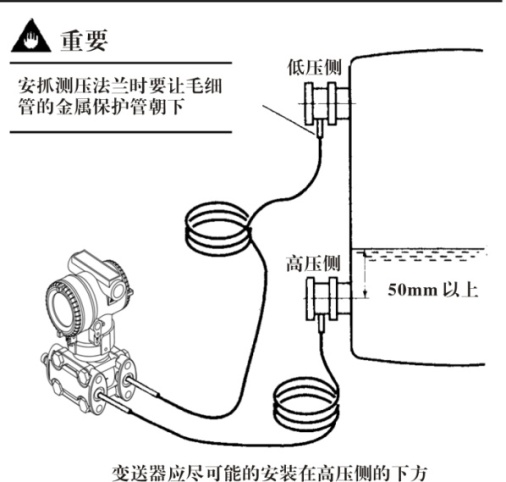 重要
安抓测压法兰时要让毛细
管的金属保护管朝下
低压侧
高压侧
50mm 以上
变送器应尽可能的安装在高压侧的下方